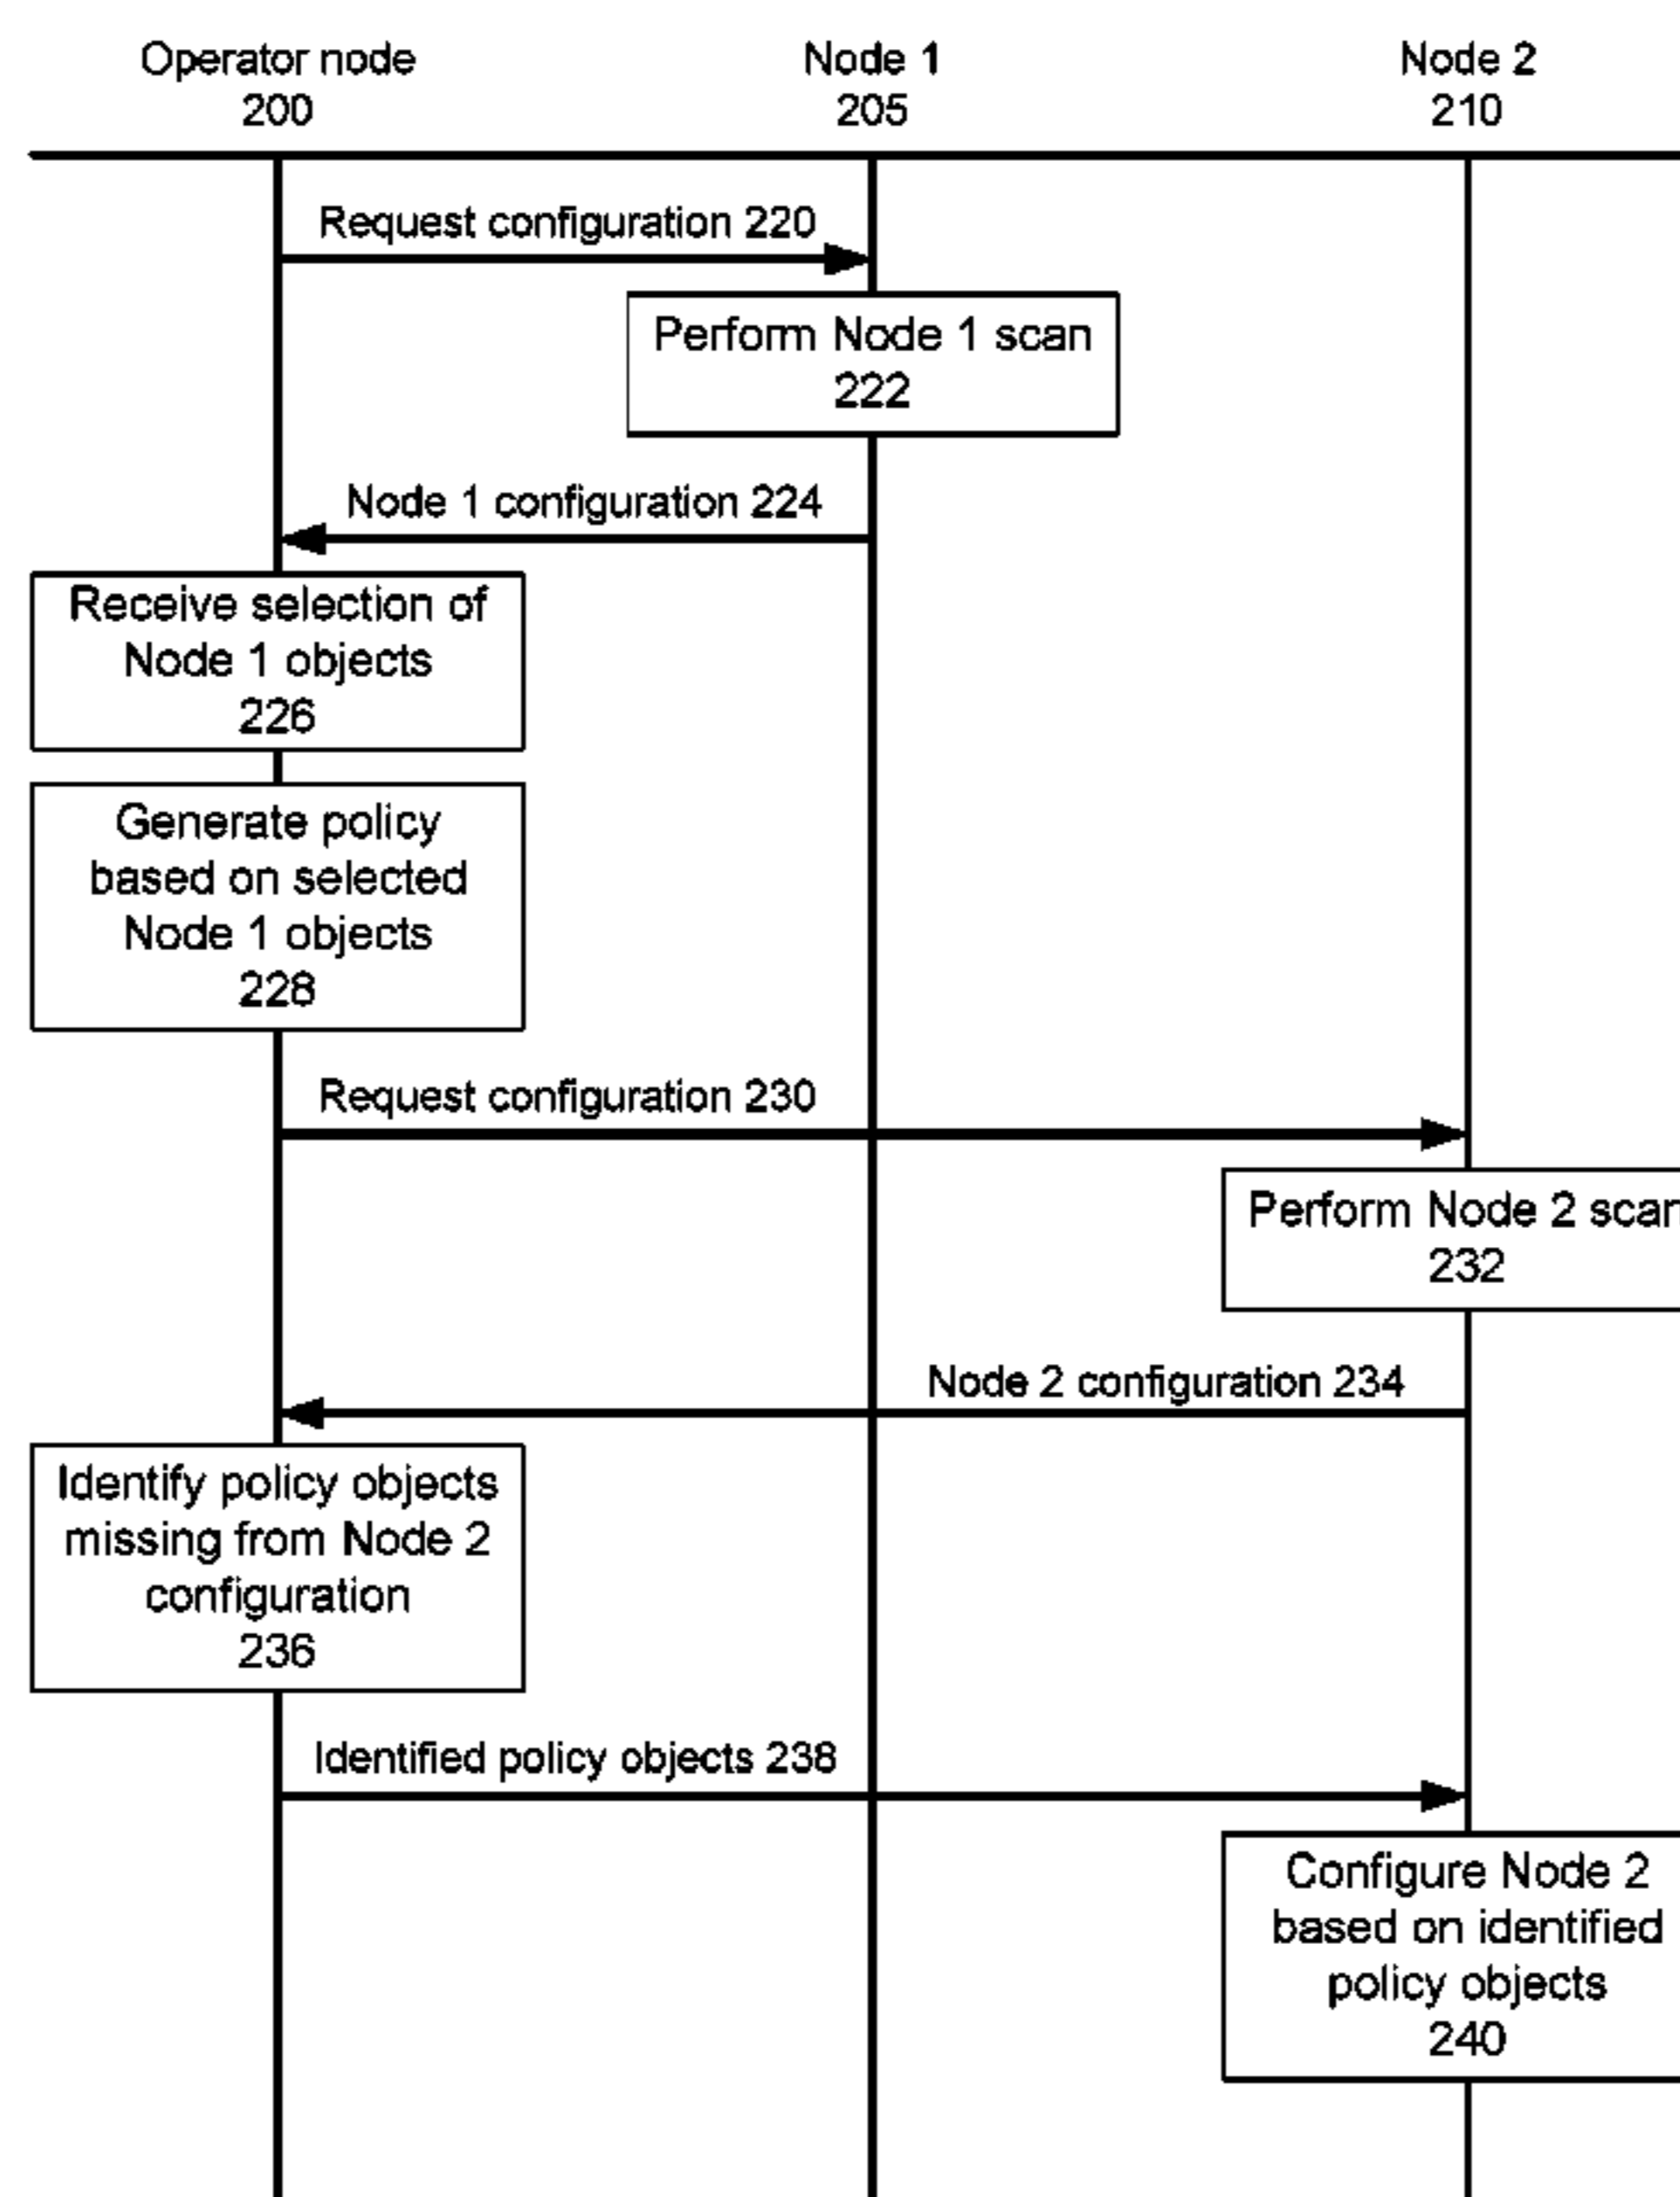 Operator node
200
Node 1
205
Node 2
210
Request configuration 220
Perform Node 1 scan
222
Node 1 configuration 224
Receive selection of
Node 1 objects
226
Generate policy
based on selected
Node 1 objects
228
Request configuration 230
Perform Node 2 scan
232
Node 2 configuration 234
Identify policy objects
missing from Node 2
configuration
236
Identified policy objects 238
Configure Node 2
based on identified
policy objects
240